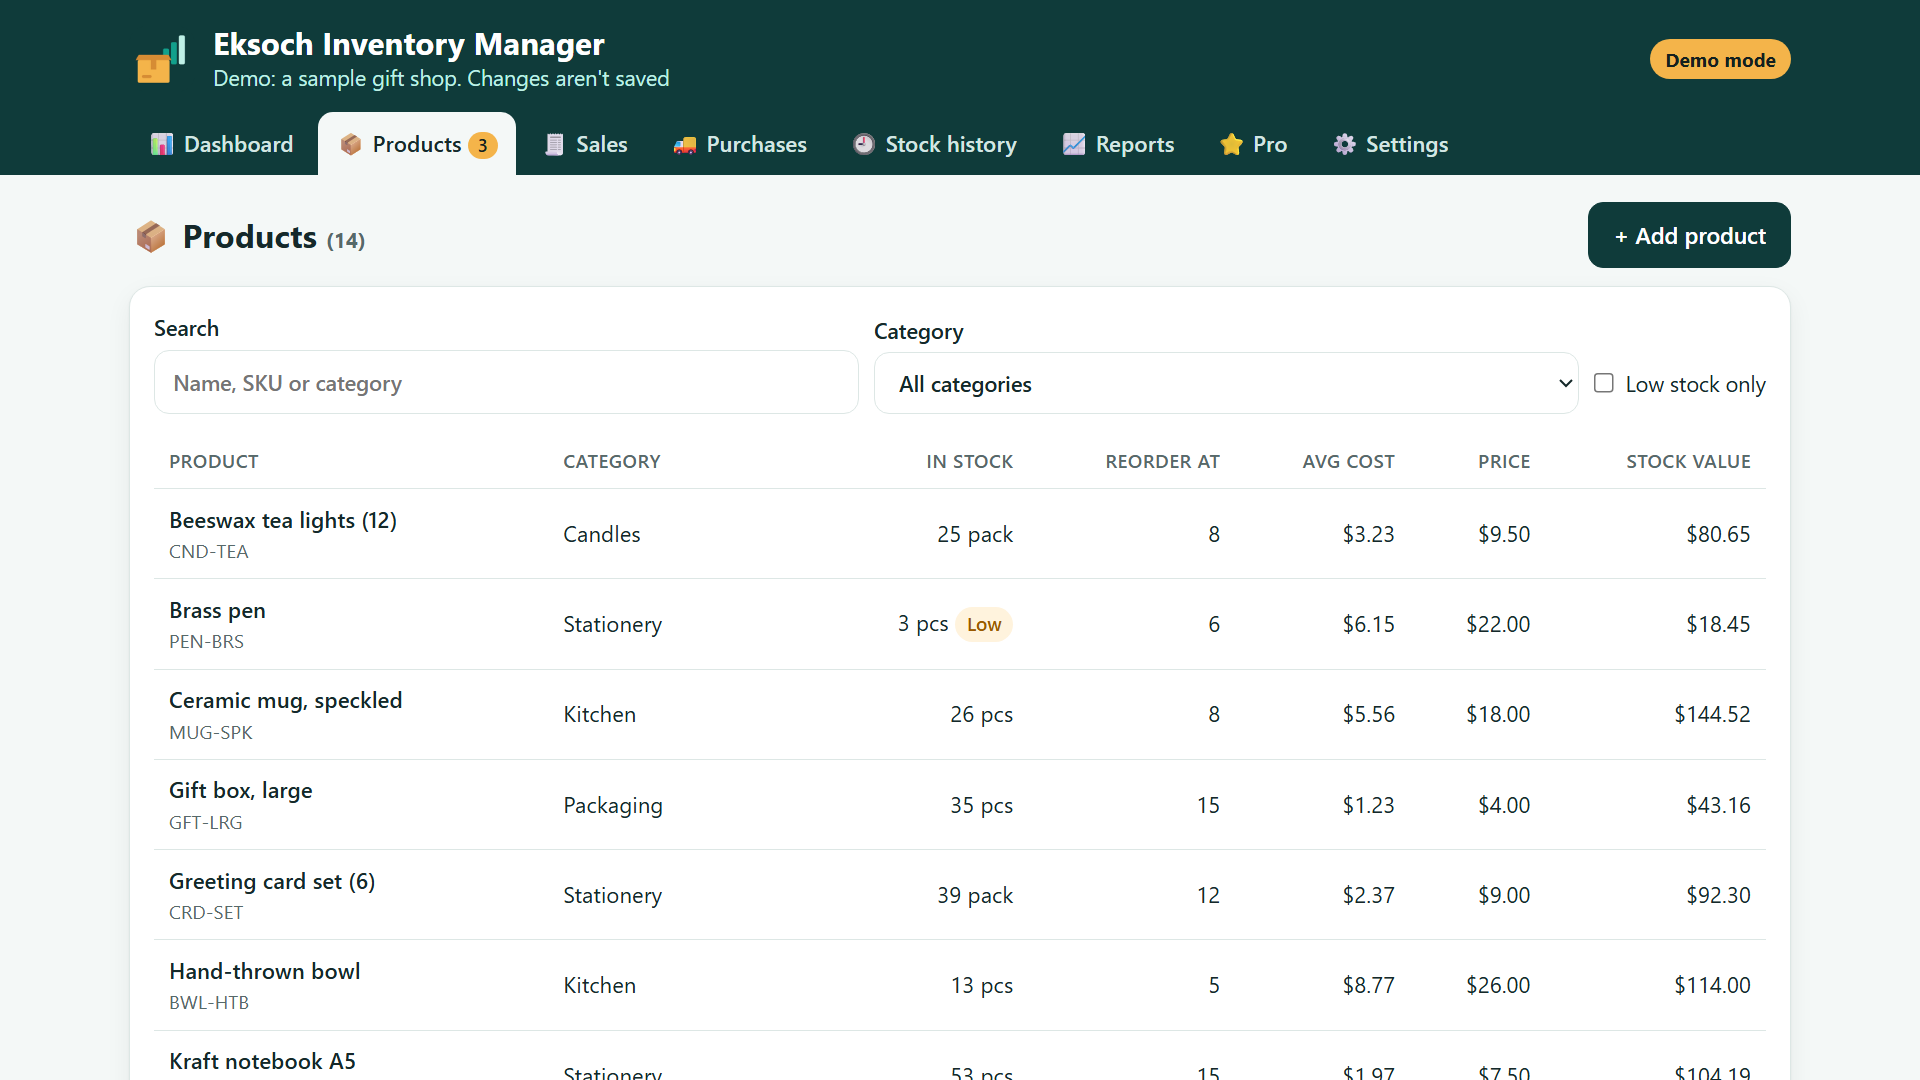 Eksoch Inventory Manager
Demo: a sample gift shop. Changes aren't saved
Demo mode
Dashboard
Products 3
Sales
Purchases
Stock history
Reports
Pro
Settings
Products (14)
+ Add product
Search
Name, SKU or category
Category
All categories
Low stock only
PRODUCT CATEGORY IN STOCK REORDER AT AVG COST PRICE STOCK VALUE
Beeswax tea lights (12)
CND-TEA
Candles 25 pack 8 $3.23 $9.50 $80.65
Brass pen
PEN-BRS
Stationery 3 pcs Low 6 $6.15 $22.00 $18.45
Ceramic mug, speckled
MUG-SPK
Kitchen 26 pcs 8 $5.56 $18.00 $144.52
Gift box, large
GFT-LRG
Packaging 35 pcs 15 $1.23 $4.00 $43.16
Greeting card set (6)
CRD-SET
Stationery 39 pack 12 $2.37 $9.00 $92.30
Hand-thrown bowl
BWL-HTB
Kitchen 13 pcs 5 $8.77 $26.00 $114.00
Kraft notebook A5
Stationery 53 pcs 15 $1.97 $7.50 $104.19